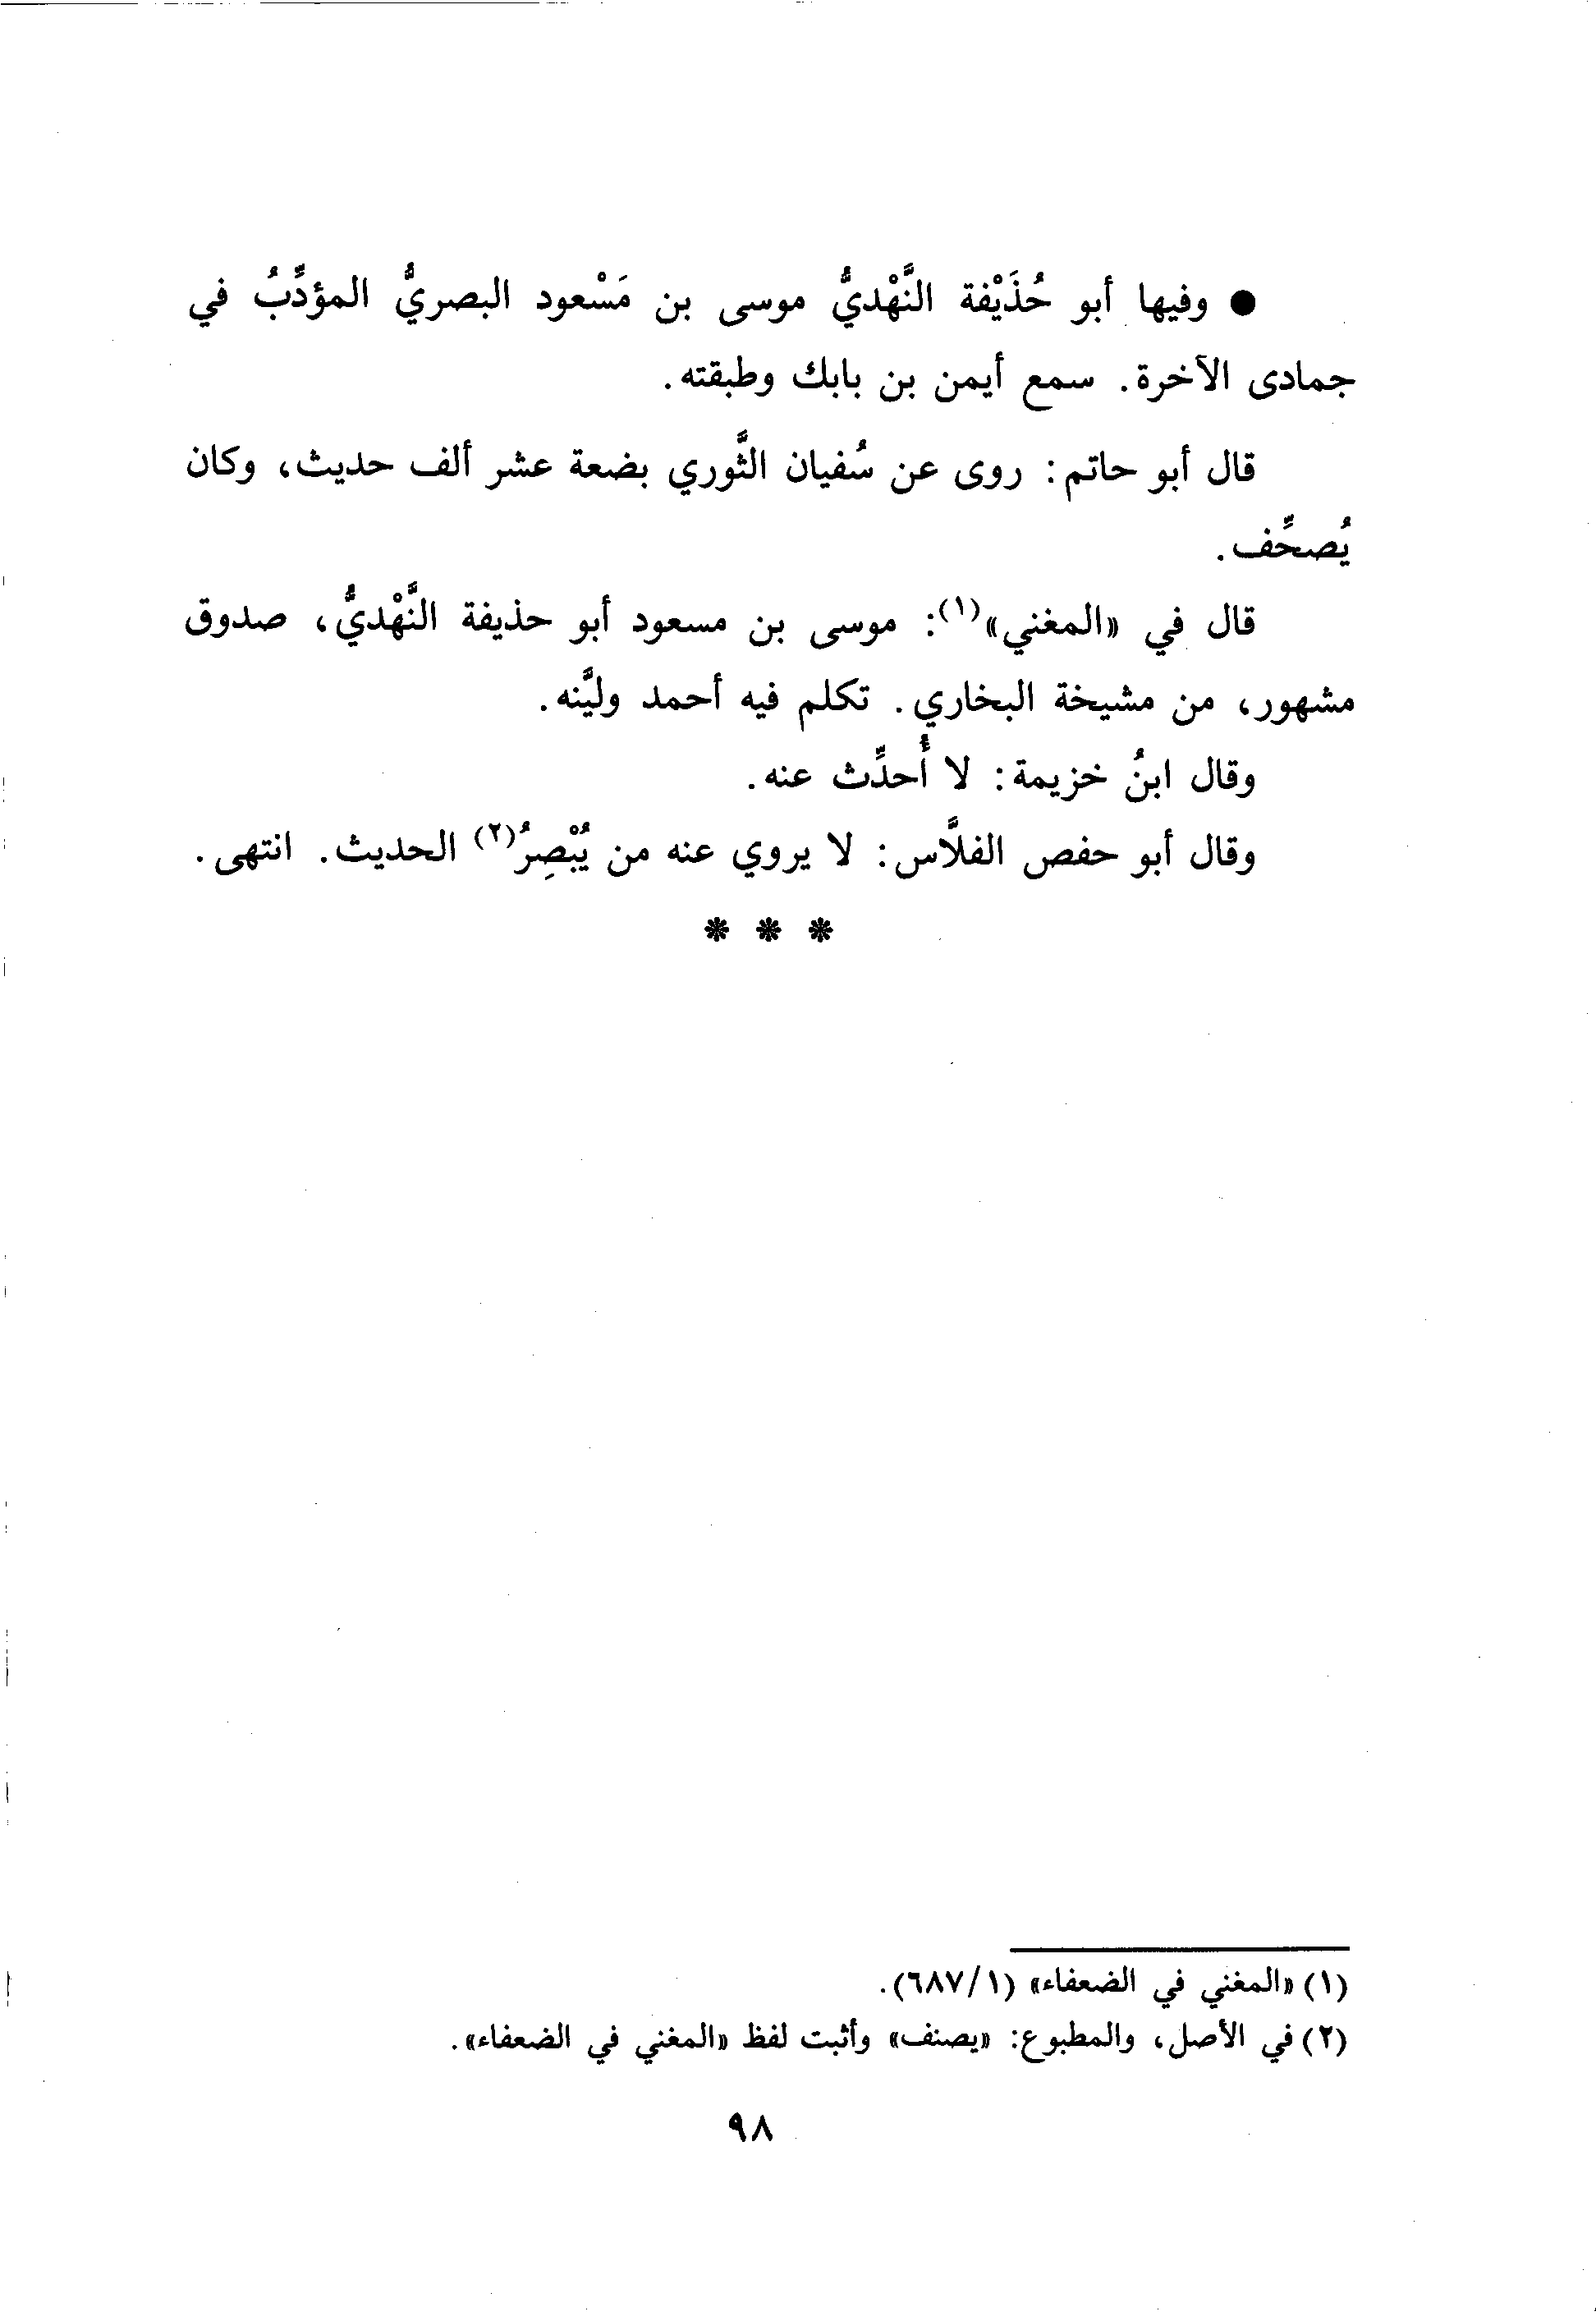 ● وفيها أبو حُذَيْفة النَّهْديُّ موسى بن مَسْعود البصريُّ المؤدِّبُ في
جمادى الآخرة. سمع أيمن بن بابك وطبقته.
قال أبو حاتم: روى عن سُفيان الثَّوري بضعة عشر ألف حديث، وكان
يُصحِّف.
قال في «المغني»(١): موسى بن مسعود أبو حذيفة النَّهْديُّ، صدوق
مشهور، من مشيخة البخاري. تكلم فيه أحمد وليَّنه.
وقال ابنُ خزيمة: لا أُحدِّث عنه.
وقال أبو حفص الفلَّاس: لا يروي عنه من يُبْصِرُ(٢) الحديث. انتهى.
* * *
(١) «المغني في الضعفاء» (٦٨٧/١).
(٢) في الأصل، والمطبوع: «يصنف» وأثبت لفظ «المغني في الضعفاء».
٩٨